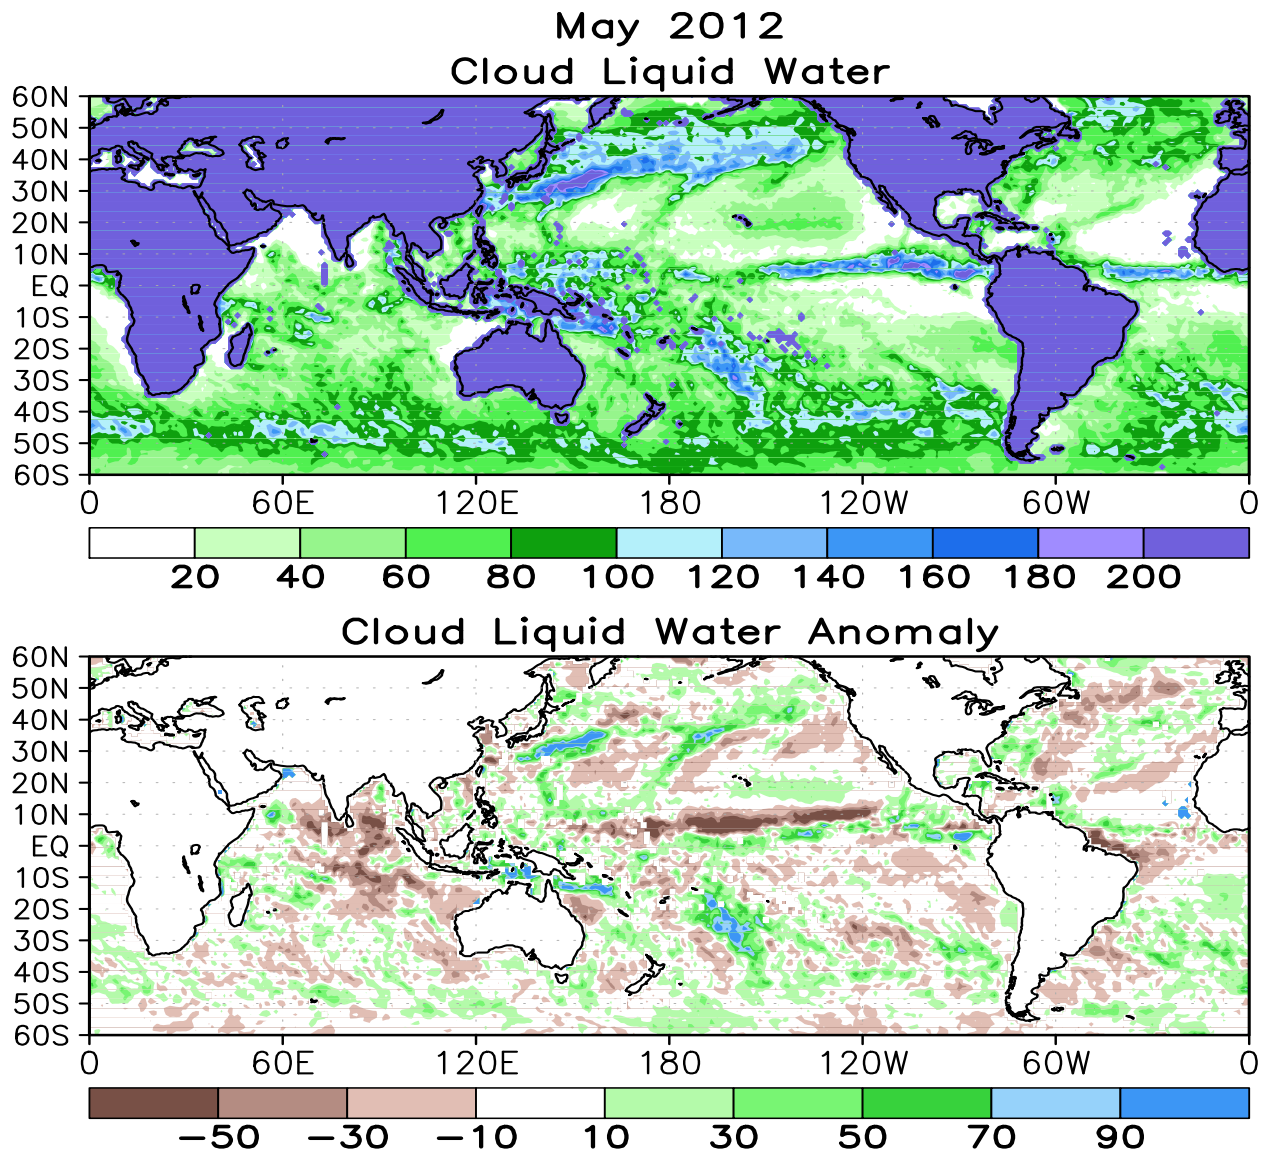 May 2012
Cloud Liquid Water
60N
50N
40N
30N
20N
10N
EQ
10S
20S
30S
40S
50S
60S
0 60E 120E 180 120W 60W 0
20 40 60 80 100 120 140 160 180 200
Cloud Liquid Water Anomaly
60N
50N
40N
30N
20N
10N
EQ
10S
20S
30S
40S
50S
60S
0 60E 120E 180 120W 60W 0
−50 −30 −10 10 30 50 70 90